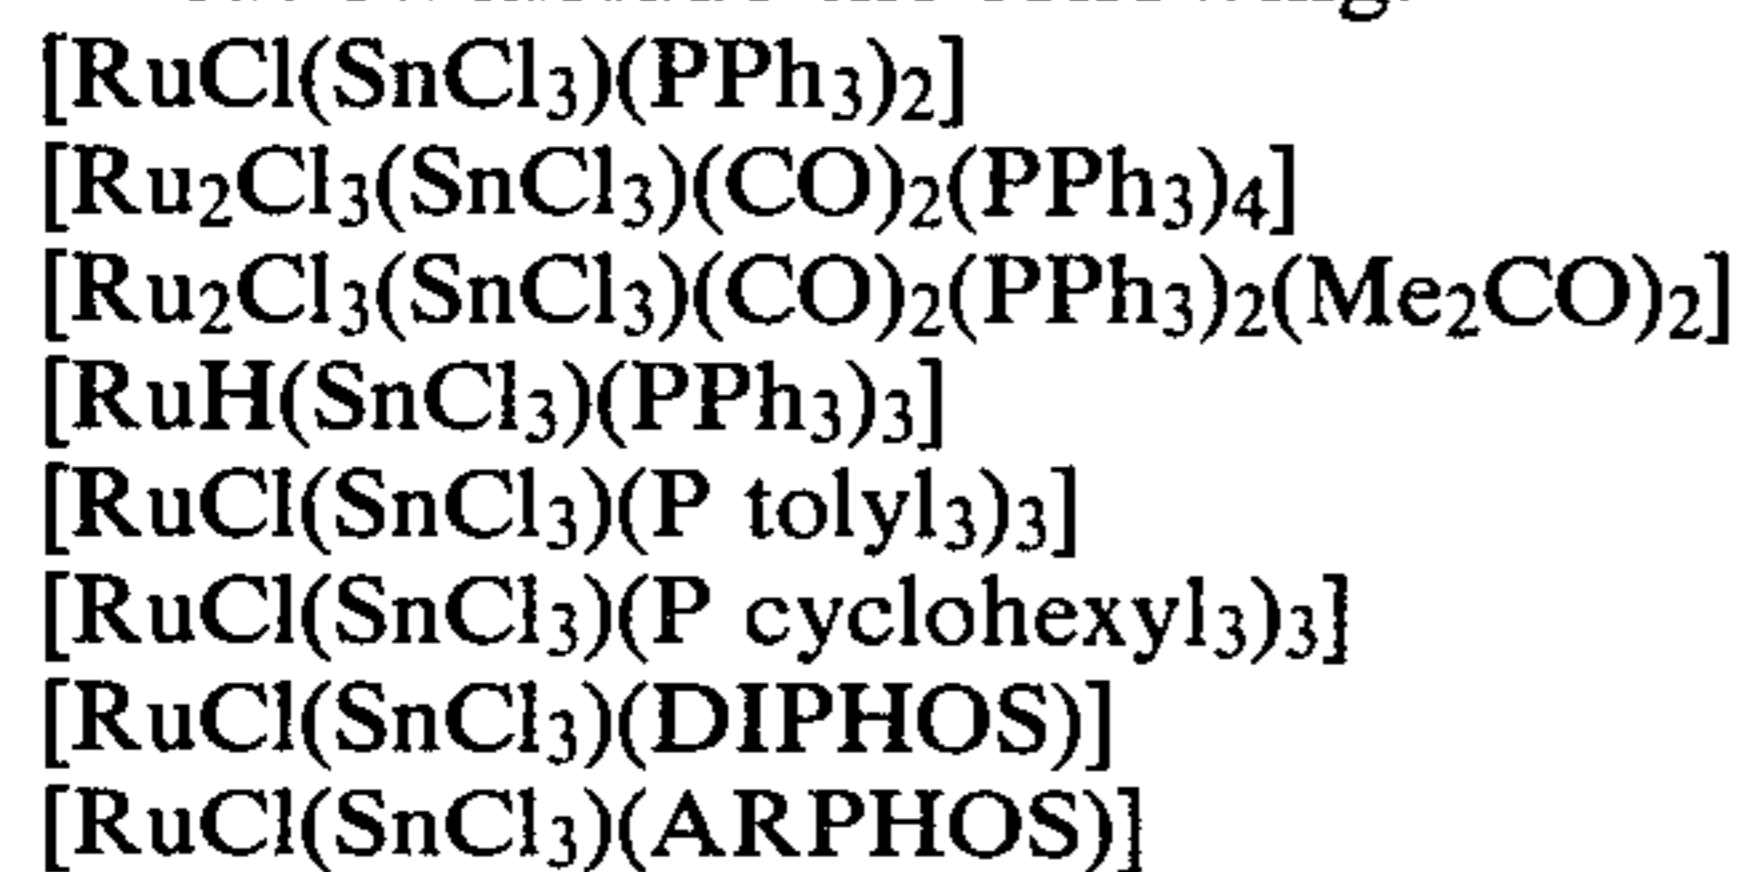 [RuCl(SnCl₃)(PPh₃)₂]
[Ru₂Cl₃(SnCl₃)(CO)₂(PPh₃)₄]
[Ru₂Cl₃(SnCl₃)(CO)₂(PPh₃)₂(Me₂CO)₂]
[RuH(SnCl₃)(PPh₃)₃]
[RuCl(SnCl₃)(P tolyl₃)₃]
[RuCl(SnCl₃)(P cyclohexyl₃)₃]
[RuCl(SnCl₃)(DIPHOS)]
[RuCl(SnCl₃)(ARPHOS)]